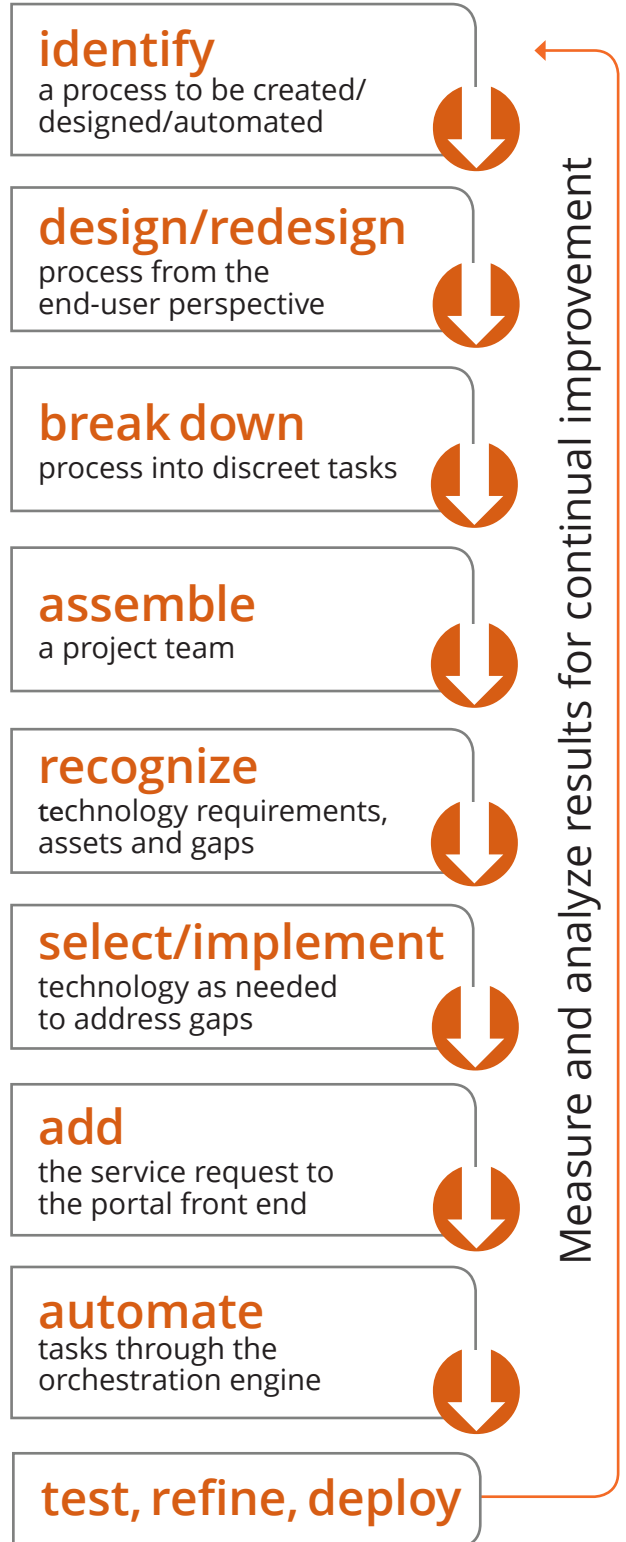 identify
a process to be created/
designed/automated
design/redesign
process from the
end-user perspective
break down
process into discreet tasks
assemble
a project team
recognize
technology requirements,
assets and gaps
select/implement
technology as needed
to address gaps
add
the service request to
the portal front end
automate
tasks through the
orchestration engine
test, refine, deploy
Measure and analyze results for continual improvement